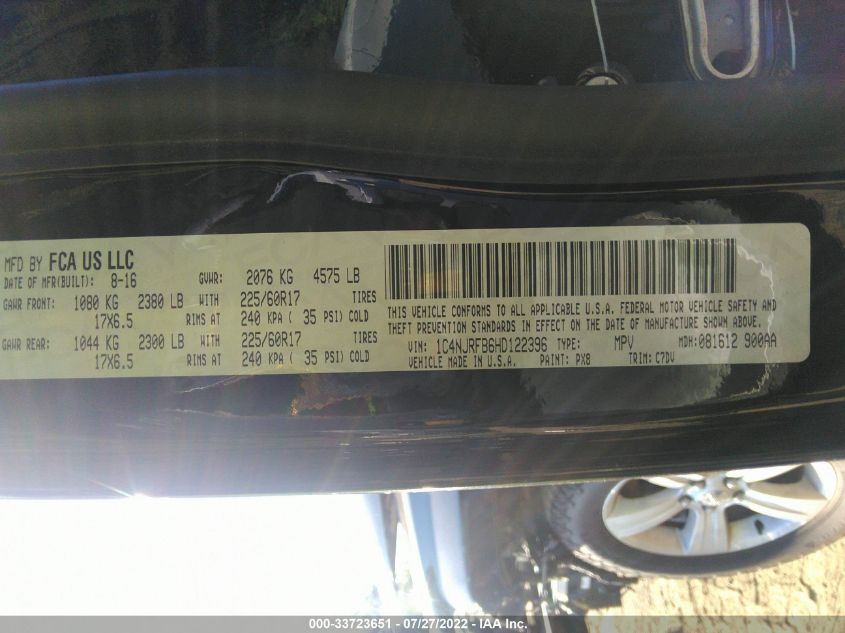 MFD BY FCA US LLC
DATE OF MFR(BUILT): 8-16 GVWR: 2076 KG 4575 LB
GAWR FRONT: 1080 KG 2380 LB WITH 225/60R17 TIRES
17X6.5 RIMS AT 240 KPA ( 35 PSI) COLD
GAWR REAR: 1044 KG 2300 LB WITH 225/60R17 TIRES
17X6.5 RIMS AT 240 KPA ( 35 PSI) COLD
THIS VEHICLE CONFORMS TO ALL APPLICABLE U.S.A. FEDERAL MOTOR VEHICLE SAFETY AND
THEFT PREVENTION STANDARDS IN EFFECT ON THE DATE OF MANUFACTURE SHOWN ABOVE.
VIN: 1C4NJRFB6HD122396 TYPE: MPV MDH: 081612 900AA
VEHICLE MADE IN U.S.A. PAINT: PX8 TRIM: C7DV
000-33723651 - 07/27/2022 - IAA Inc.